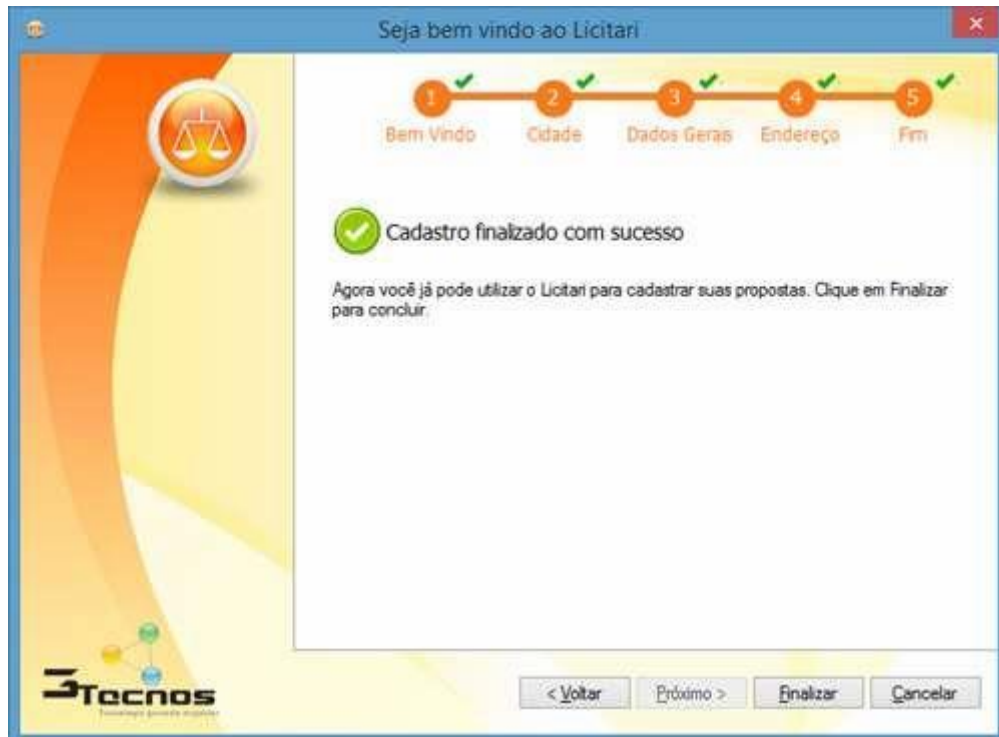 Seja bem vindo ao Licitari
1 2 3 4 5
Bem Vindo Cidade Dados Gerais Endereço Fim
Cadastro finalizado com sucesso
Agora você já pode utilizar o Licitari para cadastrar suas propostas. Clique em Finalizar
para concluir.
3Tecnos
< Voltar Próximo > Finalizar Cancelar